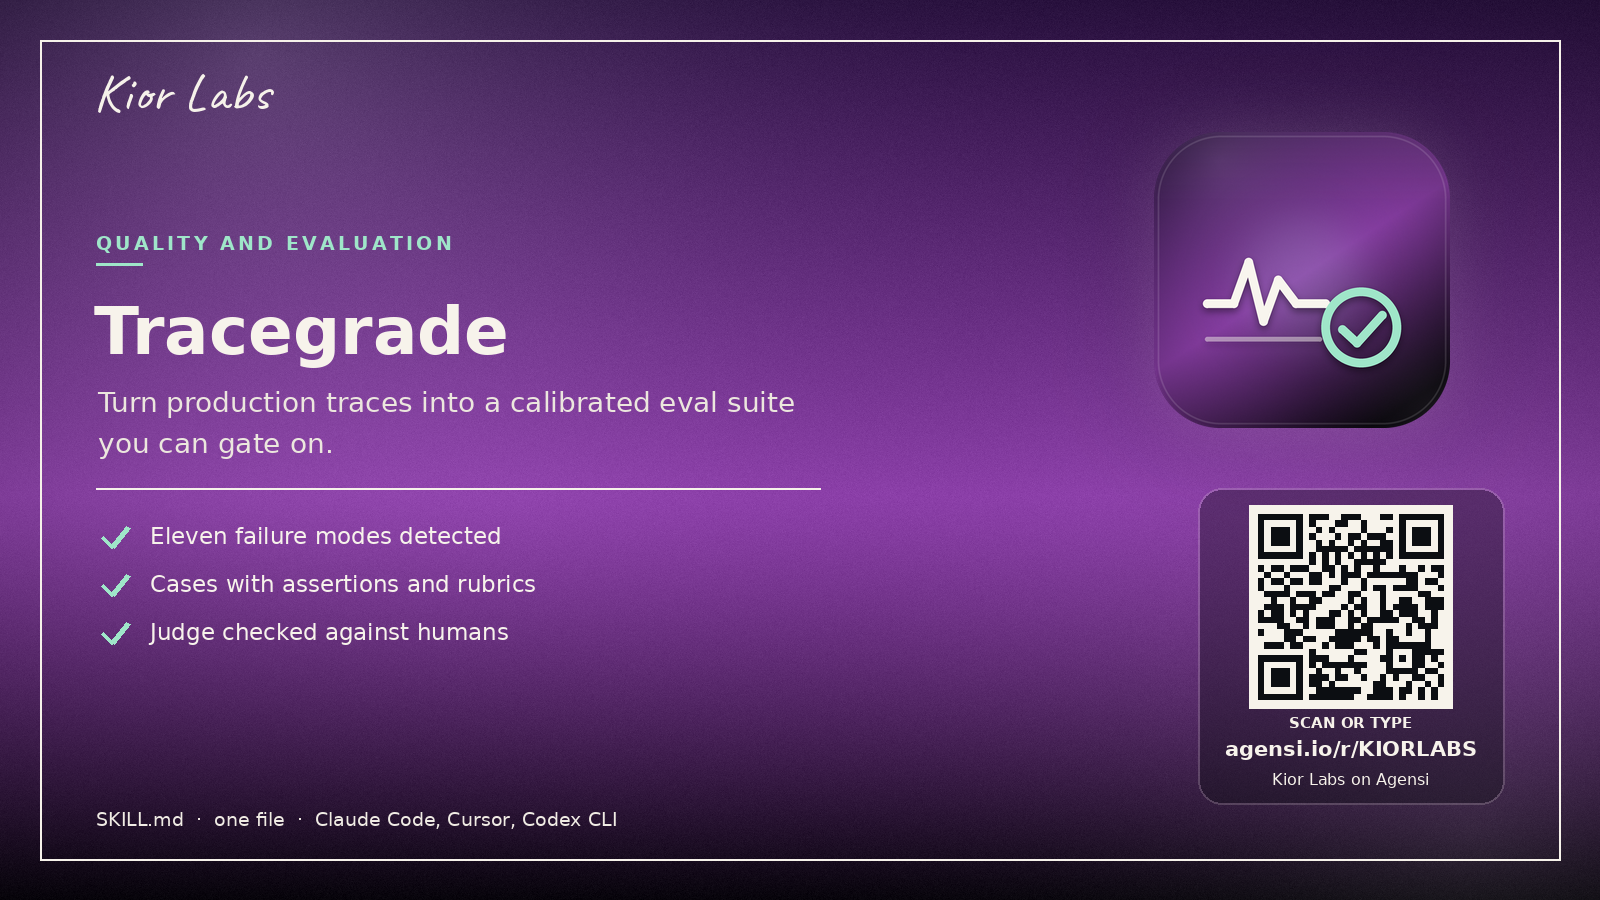 Kior Labs
QUALITY AND EVALUATION
Tracegrade
Turn production traces into a calibrated eval suite
you can gate on.
Eleven failure modes detected
Cases with assertions and rubrics
Judge checked against humans
SCAN OR TYPE
agensi.io/r/KIORLABS
Kior Labs on Agensi
SKILL.md · one file · Claude Code, Cursor, Codex CLI